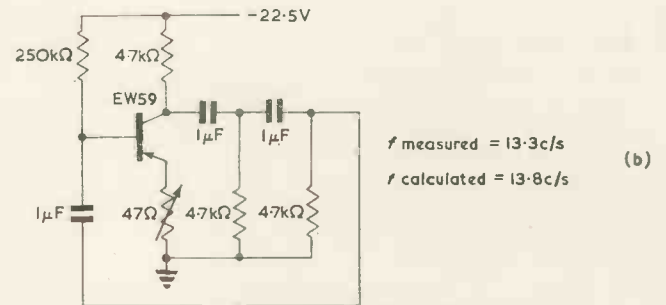 -22·5V
250kΩ
4·7kΩ
EW59
1μF
1μF
f measured = 13·3c/s
(b)
f calculated = 13·8c/s
1μF
47Ω
4·7kΩ
4·7kΩ